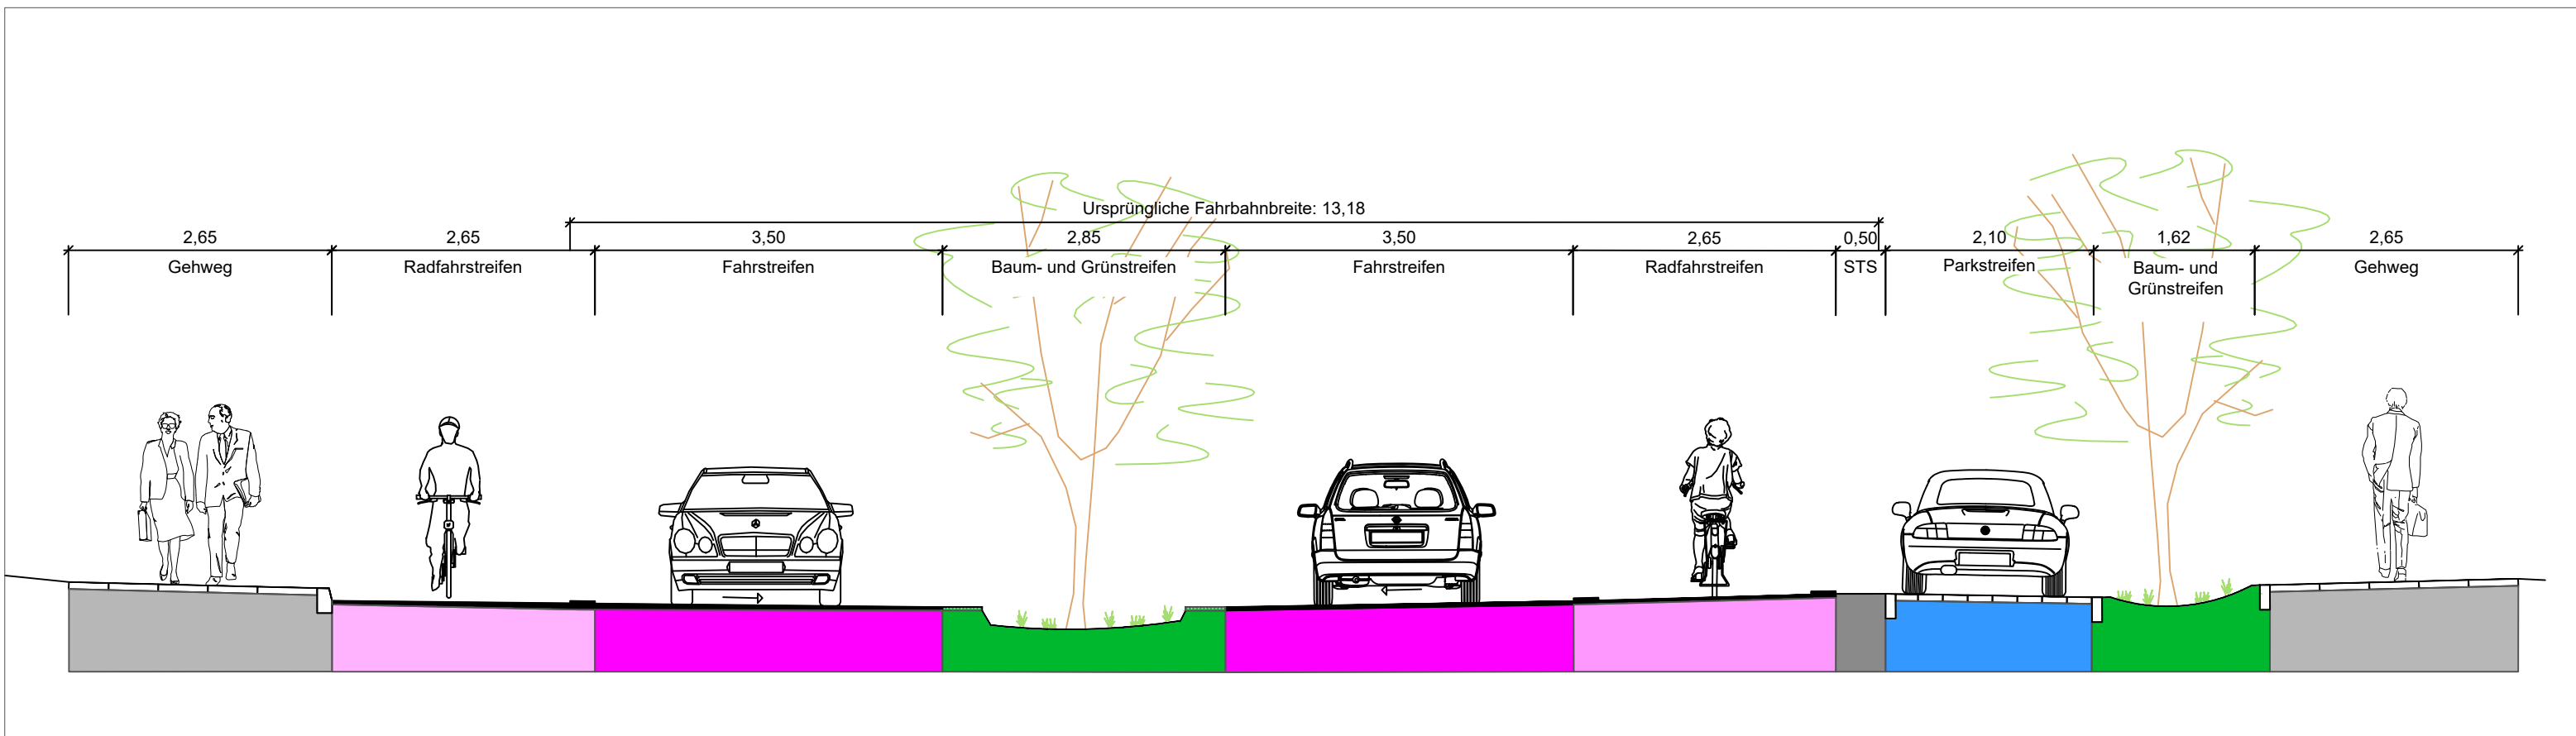 Ursprüngliche Fahrbahnbreite: 13,18
2,65 2,65 3,50 2,85 3,50 2,65 0,50 2,10 1,62 2,65
Gehweg Radfahrstreifen Fahrstreifen Baum- und Grünstreifen Fahrstreifen Radfahrstreifen STS Parkstreifen Baum- und Gehweg
Grünstreifen